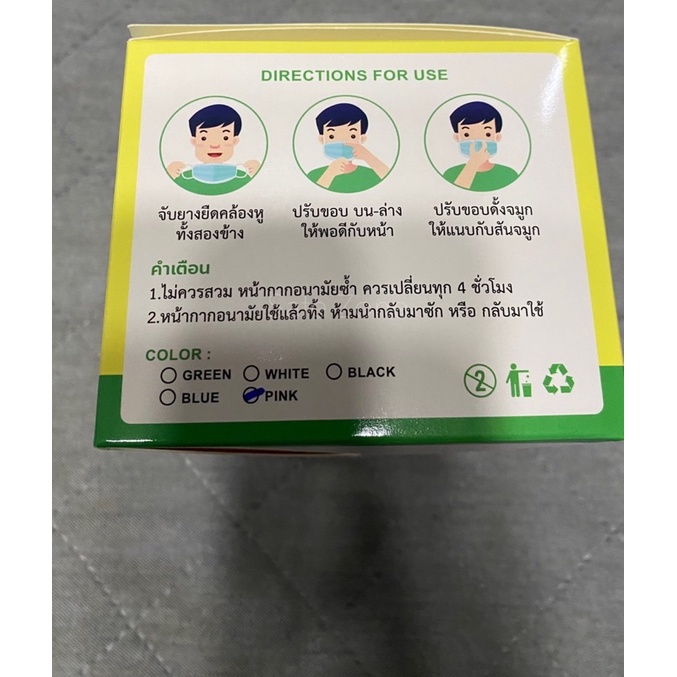 DIRECTIONS FOR USE
จับยางยืดคล้องหู
ทั้งสองข้าง
ปรับขอบ บน-ล่าง
ให้พอดีกับหน้า
ปรับขอบดั้งจมูก
ให้แนบกับสันจมูก
คำเตือน
1.ไม่ควรสวม หน้ากากอนามัยซ้ำ ควรเปลี่ยนทุก 4 ชั่วโมง
2.หน้ากากอนามัยใช้แล้วทิ้ง ห้ามนำกลับมาซัก หรือ กลับมาใช้
COLOR :
GREEN WHITE BLACK
BLUE PINK
2